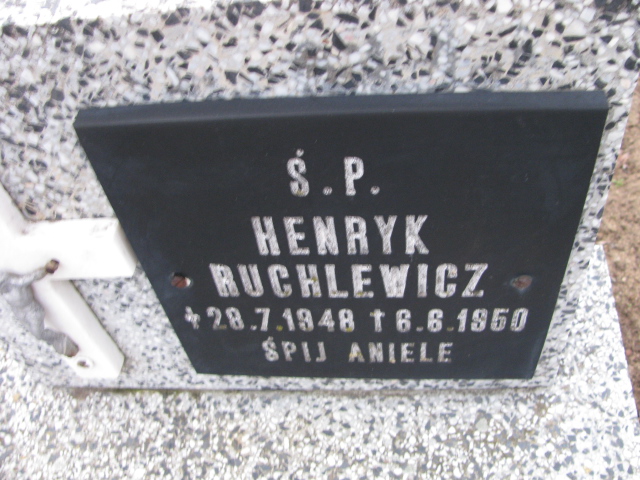 Ś.P.
HENRYK
RUCHLEWICZ
* 28.7.1948 † 6.6.1950
ŚPIJ ANIELE